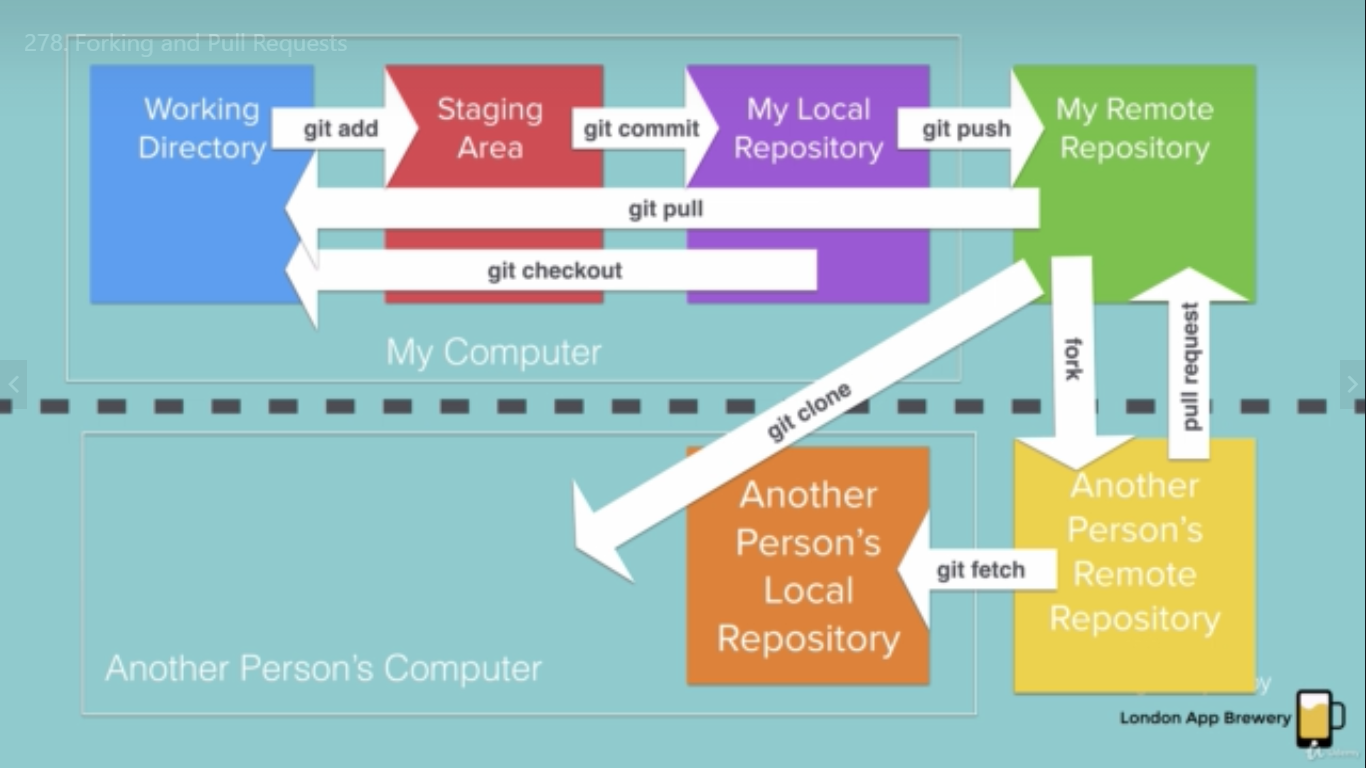 278. Forking and Pull Requests
Working
Directory
git add
Staging
Area
git commit
My Local
Repository
git push
My Remote
Repository
git pull
git checkout
My Computer
git clone
fork
pull request
Another
Person's
Local
Repository
git fetch
Another
Person's
Remote
Repository
Another Person's Computer
London App Brewery